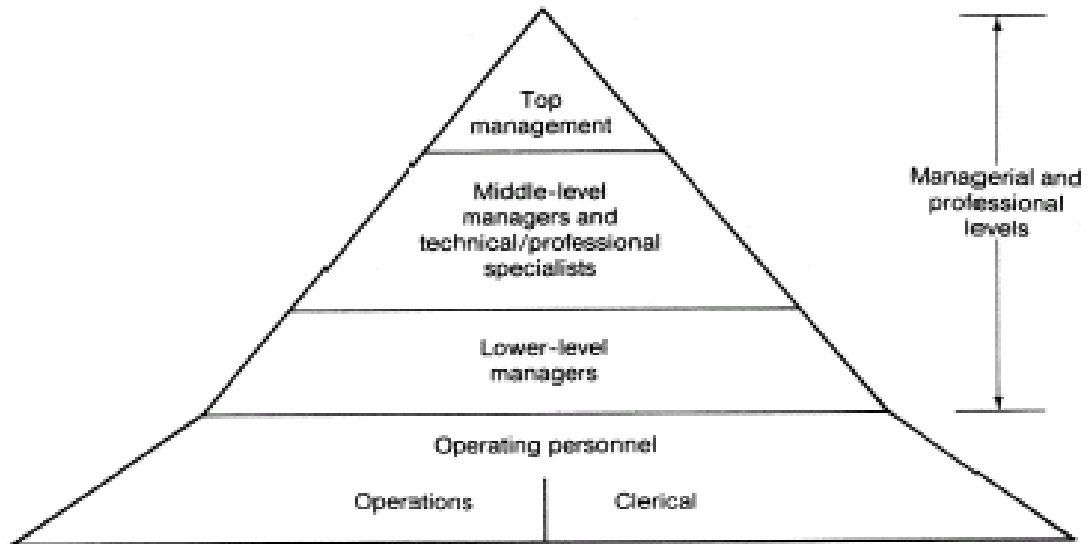 Top
management
Middle-level
managers and
technical/professional
specialists
Managerial and
professional
levels
Lower-level
managers
Operating personnel
Operations
Clerical